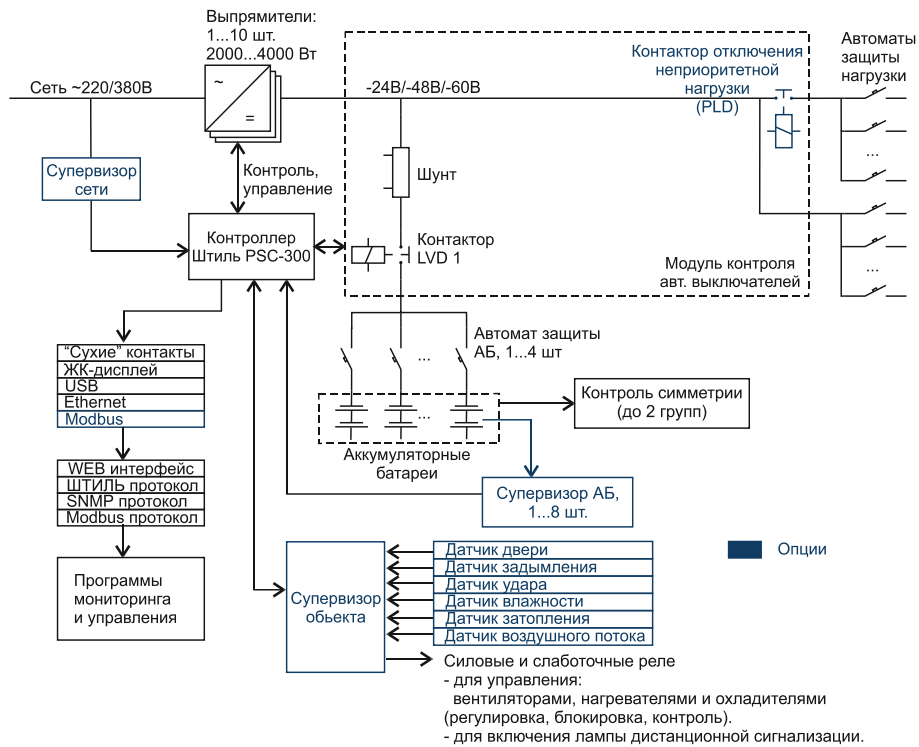 Выпрямители:
1...10 шт.
2000...4000 Вт
Сеть ~220/380В
~
=
-24В/-48В/-60В
Контактор отключения
неприоритетной
нагрузки
(PLD)
Автоматы
защиты
нагрузки
...
...
Супервизор
сети
Контроль,
управление
Шунт
Контроллер
Штиль PSC-300
Контактор
LVD 1
Модуль контроля
авт. выключателей
“Сухие” контакты
ЖК-дисплей
USB
Ethernet
Modbus
Автомат защиты
АБ, 1...4 шт
...
...
Аккумуляторные
батареи
Контроль симметрии
(до 2 групп)
WEB интерфейс
ШТИЛЬ протокол
SNMP протокол
Modbus протокол
Супервизор АБ,
1...8 шт.
Программы
мониторинга
и управления
Супервизор
обьекта
Датчик двери
Датчик задымления
Датчик удара
Датчик влажности
Датчик затопления
Датчик воздушного потока
Опции
Силовые и слаботочные реле
- для управления:
вентиляторами, нагревателями и охладителями
(регулировка, блокировка, контроль).
- для включения лампы дистанционной сигнализации.